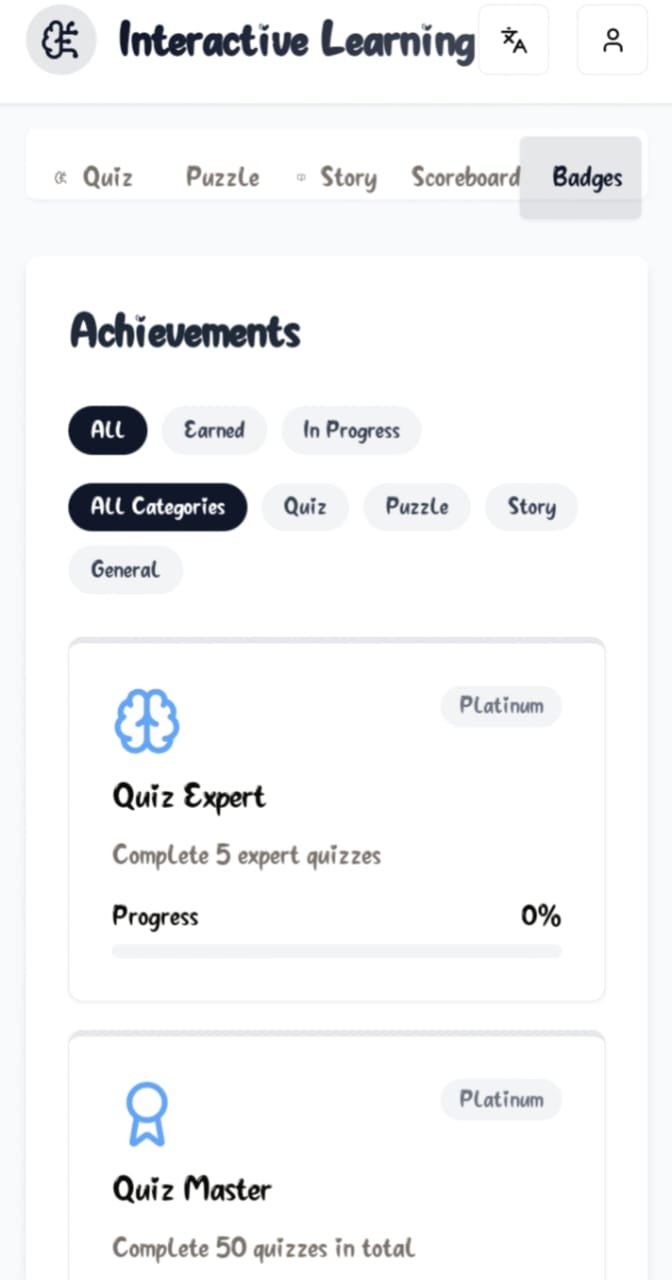 Interactive Learning
Quiz Puzzle Story Scoreboard Badges
Achievements
All Earned In Progress
All Categories Quiz Puzzle Story
General
Platinum
Quiz Expert
Complete 5 expert quizzes
Progress 0%
Platinum
Quiz Master
Complete 50 quizzes in total